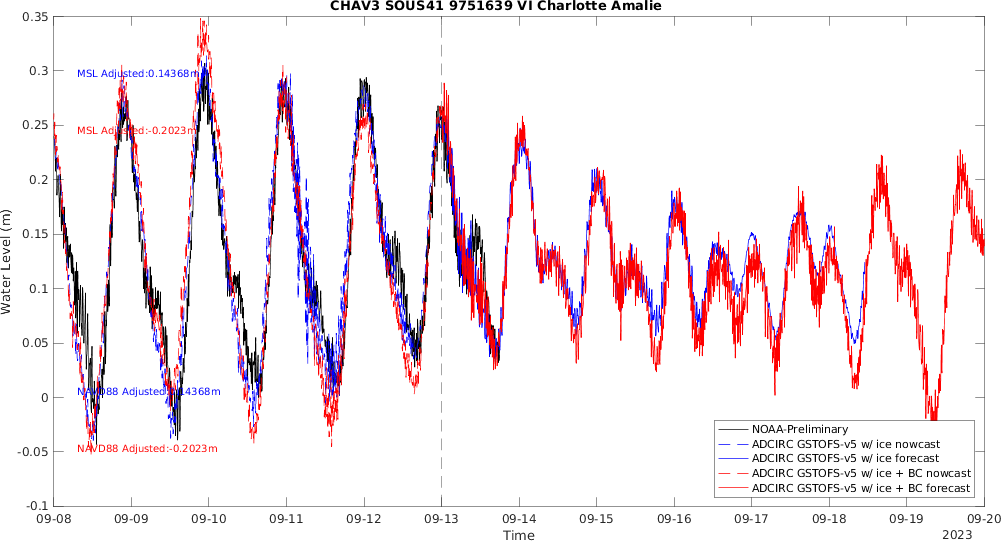 CHAV3 SOUS41 9751639 VI Charlotte Amalie
0.35
0.3
0.25
0.2
0.15
0.1
0.05
0
-0.05
-0.1
Water Level (m)
MSL Adjusted:0.14368m
MSL Adjusted:-0.2023m
NAVD88 Adjusted:0.14368m
NAVD88 Adjusted:-0.2023m
NOAA-Preliminary
ADCIRC GSTOFS-v5 w/ ice nowcast
ADCIRC GSTOFS-v5 w/ ice forecast
ADCIRC GSTOFS-v5 w/ ice + BC nowcast
ADCIRC GSTOFS-v5 w/ ice + BC forecast
09-08 09-09 09-10 09-11 09-12 09-13 09-14 09-15 09-16 09-17 09-18 09-19 09-20
Time
2023